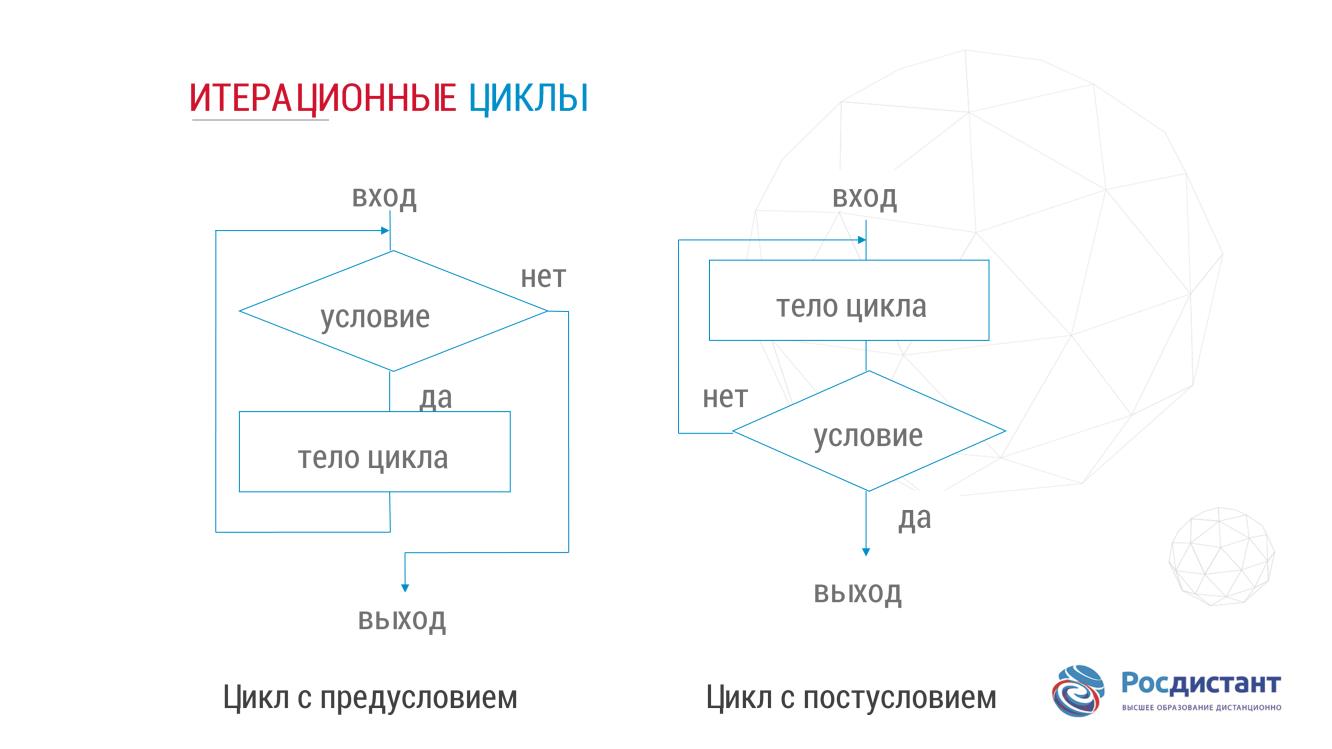 ИТЕРАЦИОННЫЕ ЦИКЛЫ
вход
нет
условие
да
тело цикла
выход
Цикл с предусловием
вход
тело цикла
нет
условие
да
выход
Цикл с постусловием
Росдистант
ВЫСШЕЕ ОБРАЗОВАНИЕ ДИСТАНЦИОННО